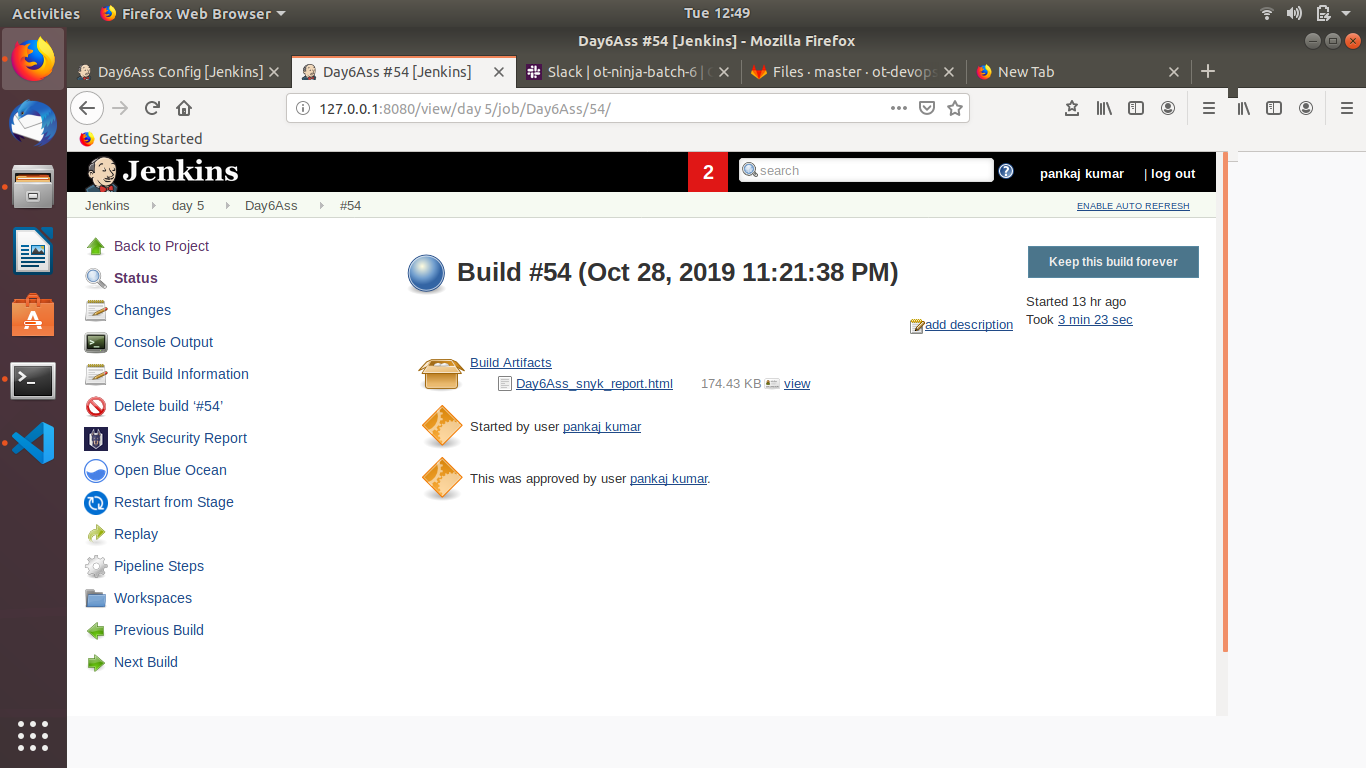 Activities Firefox Web Browser Tue 12:49
Day6Ass #54 [Jenkins] - Mozilla Firefox
Day6Ass Config [Jenkins] Day6Ass #54 [Jenkins] Slack | ot-ninja-batch-6 | Files · master · ot-devops New Tab
127.0.0.1:8080/view/day 5/job/Day6Ass/54/
Getting Started
Jenkins 2 search pankaj kumar | log out
Jenkins day 5 Day6Ass #54 ENABLE AUTO REFRESH
Back to Project
Status
Changes
Console Output
Edit Build Information
Delete build ‘#54’
Snyk Security Report
Open Blue Ocean
Restart from Stage
Replay
Pipeline Steps
Workspaces
Previous Build
Next Build
Build #54 (Oct 28, 2019 11:21:38 PM)
Keep this build forever
Started 13 hr ago
Took 3 min 23 sec
add description
Build Artifacts
Day6Ass_snyk_report.html 174.43 KB view
Started by user pankaj kumar
This was approved by user pankaj kumar.